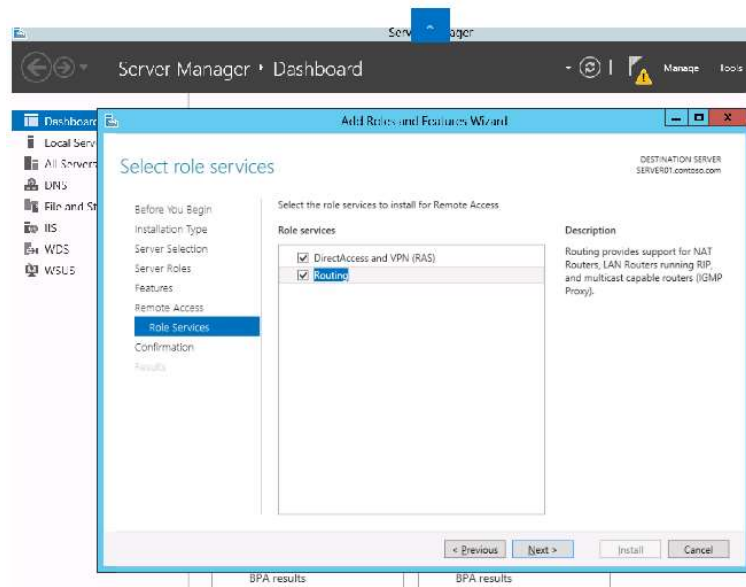 Server Manager • Dashboard
Manage
Tools
Dashboard
Local Serv
All Servers
DNS
File and St
IIS
WDS
WSUS
Add Roles and Features Wizard
Select role services
DESTINATION SERVER
SERVER01.contoso.com
Before You Begin
Installation Type
Server Selection
Server Roles
Features
Remote Access
Role Services
Confirmation
Results
Select the role services to install for Remote Access
Role services
DirectAccess and VPN (RAS)
Routing
Description
Routing provides support for NAT
Routers, LAN Routers running RIP,
and multicast capable routers (IGMP
Proxy).
< Previous
Next >
Install
Cancel
BPA results
BPA results